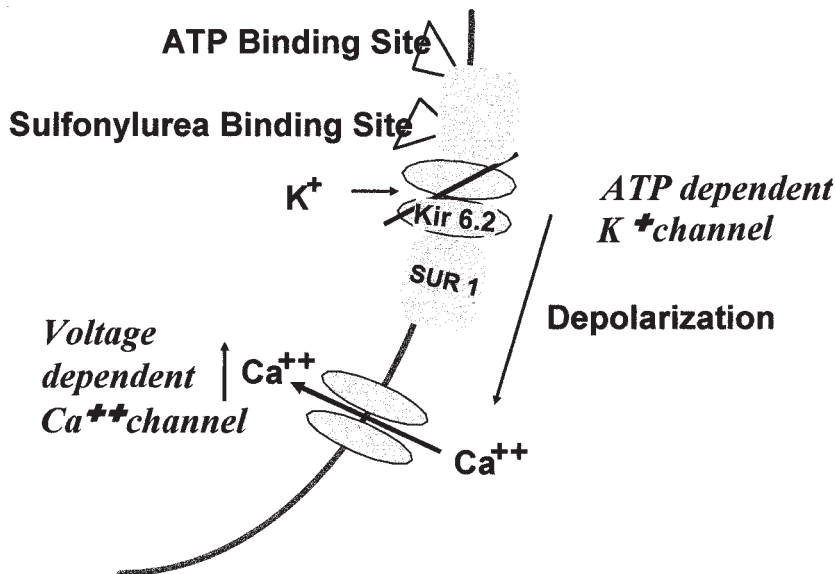 ATP Binding Site
Sulfonylurea Binding Site
K+
Kir 6.2
ATP dependent
K +channel
SUR 1
Depolarization
Voltage
dependent
Ca++channel
Ca++
Ca++